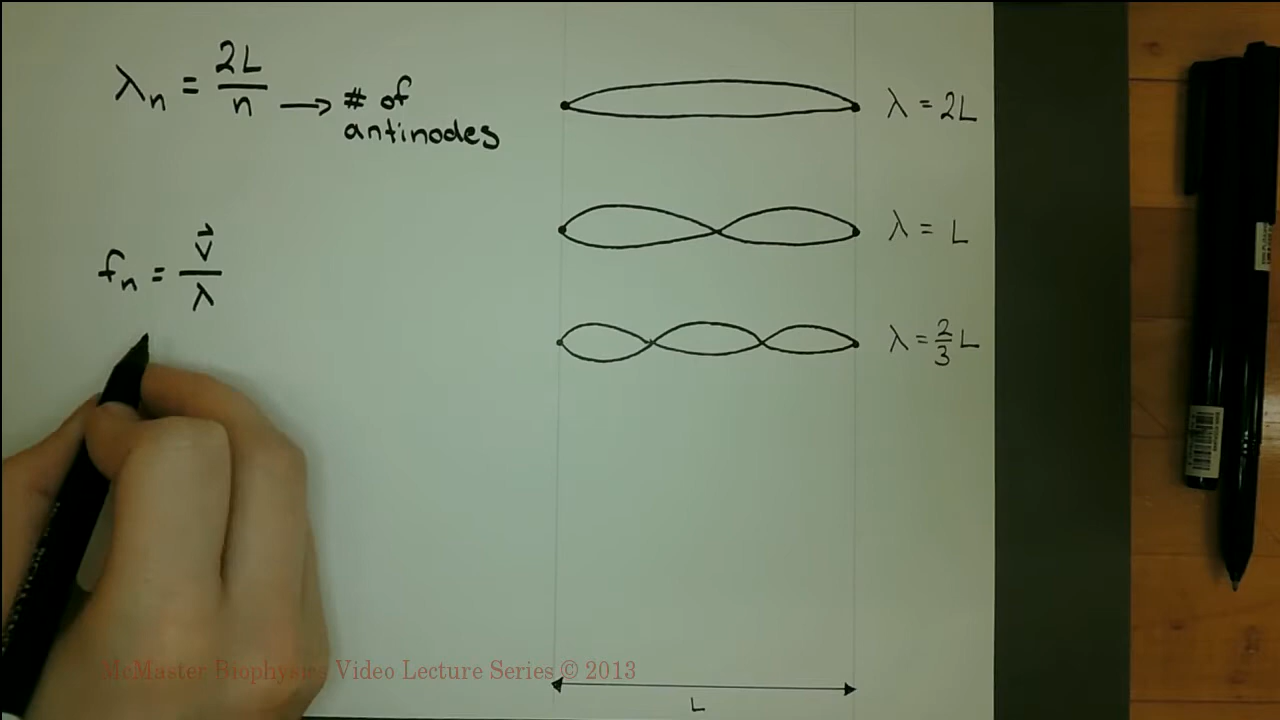 λn = 2L/n → # of
antinodes
fn = v⃗/λ
λ = 2L
λ = L
λ = 2/3 L
L
McMaster Biophysics Video Lecture Series © 2013